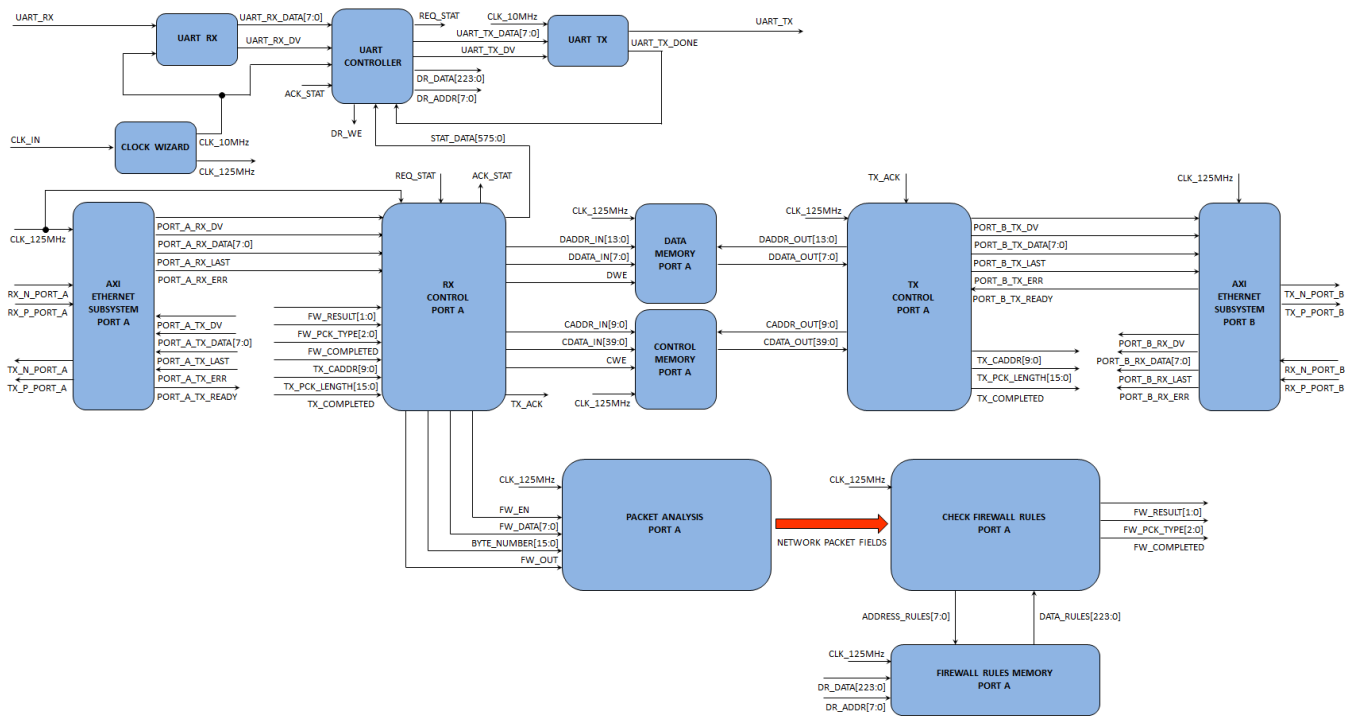 UART_RX
UART RX
UART_RX_DATA[7:0]
UART_RX_DV
UART
CONTROLLER
REQ_STAT
CLK_10MHz
UART_TX_DATA[7:0]
UART_TX_DV
UART TX
UART_TX
UART_TX_DONE
DR_DATA[223:0]
DR_ADDR[7:0]
ACK_STAT
DR_WE
STAT_DATA[575:0]
CLK_IN
CLOCK WIZARD
CLK_10MHz
CLK_125MHz
REQ_STAT
ACK_STAT
TX_ACK
CLK_125MHz
CLK_125MHz
RX_N_PORT_A
RX_P_PORT_A
TX_N_PORT_A
TX_P_PORT_A
AXI
ETHERNET
SUBSYSTEM
PORT A
PORT_A_RX_DV
PORT_A_RX_DATA[7:0]
PORT_A_RX_LAST
PORT_A_RX_ERR
PORT_A_TX_DV
PORT_A_TX_DATA[7:0]
PORT_A_TX_LAST
PORT_A_TX_ERR
PORT_A_TX_READY
FW_RESULT[1:0]
FW_PCK_TYPE[2:0]
FW_COMPLETED
TX_CADDR[9:0]
TX_PCK_LENGTH[15:0]
TX_COMPLETED
RX
CONTROL
PORT A
CLK_125MHz
DADDR_IN[13:0]
DDATA_IN[7:0]
DWE
CADDR_IN[9:0]
CDATA_IN[39:0]
CWE
CLK_125MHz
TX_ACK
DATA
MEMORY
PORT A
CONTROL
MEMORY
PORT A
CLK_125MHz
DADDR_OUT[13:0]
DDATA_OUT[7:0]
CADDR_OUT[9:0]
CDATA_OUT[39:0]
TX
CONTROL
PORT A
PORT_B_TX_DV
PORT_B_TX_DATA[7:0]
PORT_B_TX_LAST
PORT_B_TX_ERR
PORT_B_TX_READY
PORT_B_RX_DV
PORT_B_RX_DATA[7:0]
PORT_B_RX_LAST
PORT_B_RX_ERR
TX_CADDR[9:0]
TX_PCK_LENGTH[15:0]
TX_COMPLETED
AXI
ETHERNET
SUBSYSTEM
PORT B
TX_N_PORT_B
TX_P_PORT_B
RX_N_PORT_B
RX_P_PORT_B
CLK_125MHz
FW_EN
FW_DATA[7:0]
BYTE_NUMBER[15:0]
FW_OUT
PACKET ANALYSIS
PORT A
NETWORK PACKET FIELDS
CLK_125MHz
CHECK FIREWALL RULES
PORT A
FW_RESULT[1:0]
FW_PCK_TYPE[2:0]
FW_COMPLETED
ADDRESS_RULES[7:0]
DATA_RULES[223:0]
CLK_125MHz
DR_DATA[223:0]
DR_ADDR[7:0]
FIREWALL RULES MEMORY
PORT A